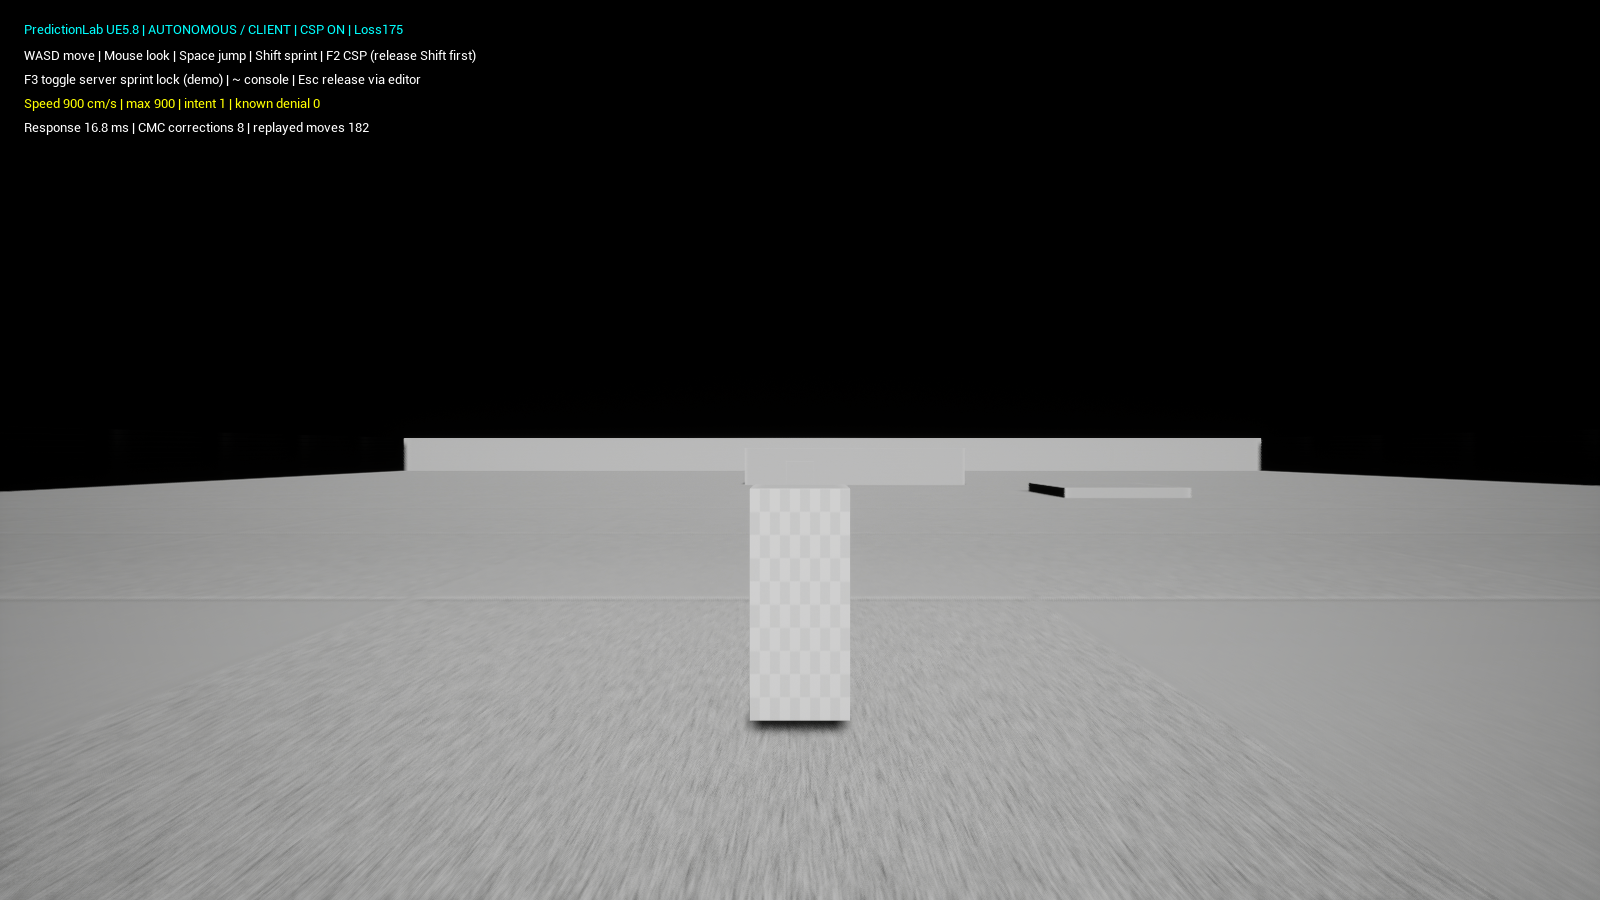 PredictionLab UE5.8 | AUTONOMOUS / CLIENT | CSP ON | Loss175
WASD move | Mouse look | Space jump | Shift sprint | F2 CSP (release Shift first)
F3 toggle server sprint lock (demo) | ~ console | Esc release via editor
Speed 900 cm/s | max 900 | intent 1 | known denial 0
Response 16.8 ms | CMC corrections 8 | replayed moves 182